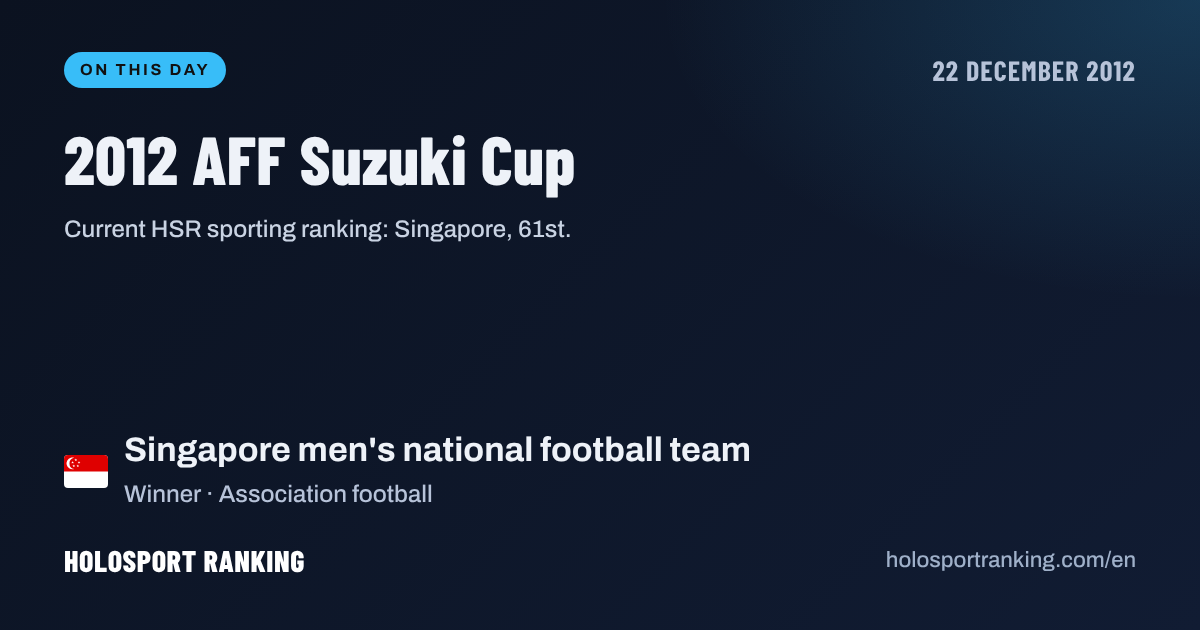 ON THIS DAY
22 DECEMBER 2012
2012 AFF Suzuki Cup
Current HSR sporting ranking: Singapore, 61st.
Singapore men's national football team
Winner · Association football
HOLOSPORT RANKING
holosportranking.com/en